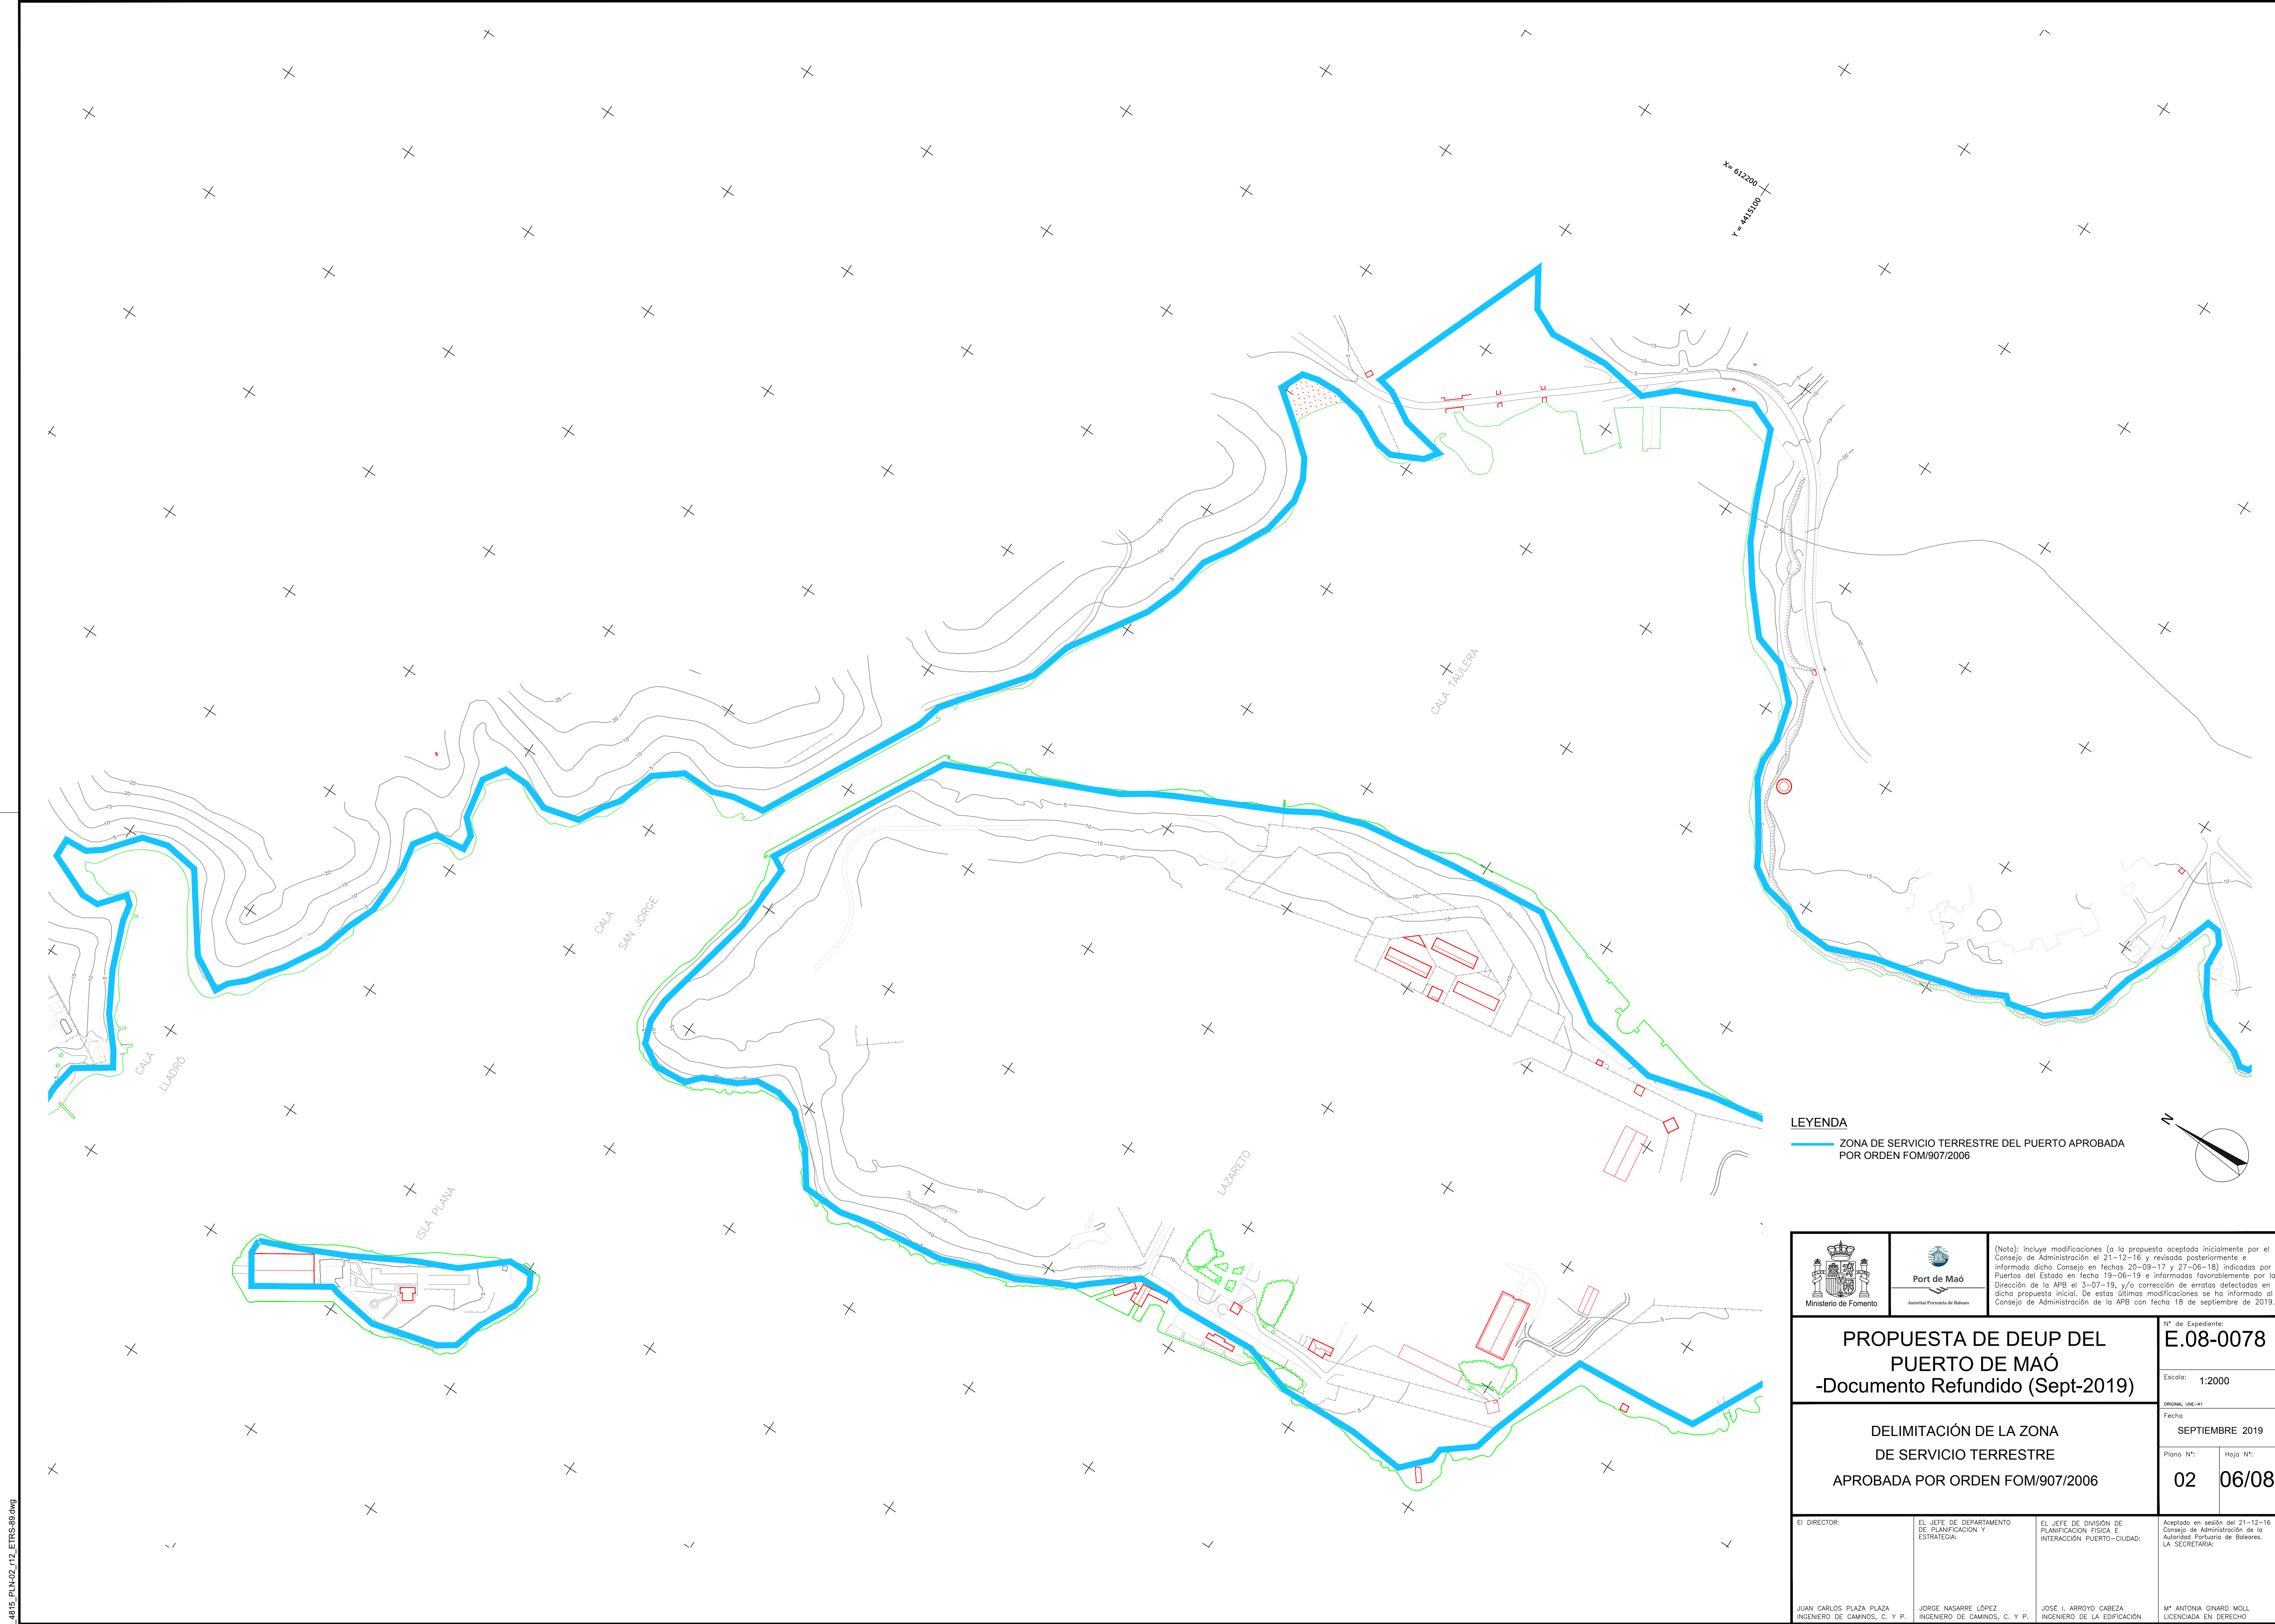 X= 612200
Y = 4415100
CALA TAULERA
CALA
SAN JORGE
CALA
LLADRÓ
ISLA PLANA
LAZARETO
LEYENDA
ZONA DE SERVICIO TERRESTRE DEL PUERTO APROBADA
POR ORDEN FOM/907/2006
N
Ministerio de Fomento
Port de Maó
Autoritat Portuària de Balears
(Nota): Incluye modificaciones (a la propuesta aceptada inicialmente por el
Consejo de Administración el 21-12-16 y revisada posteriormente e
informado dicho Consejo en fechas 20-09-17 y 27-06-18) indicadas por
Puertos del Estado en fecha 19-06-19 e informadas favorablemente por la
Dirección de la APB el 3-07-19, y/o corrección de erratas detectadas en
dicha propuesta inicial. De estas últimas modificaciones se ha informado al
Consejo de Administración de la APB con fecha 18 de septiembre de 2019.
PROPUESTA DE DEUP DEL
PUERTO DE MAÓ
-Documento Refundido (Sept-2019)
Nº de Expediente:
E.08-0078
Escala: 1:2000
ORIGINAL UNE-A1
Fecha
SEPTIEMBRE 2019
Plano Nº:
02
Hoja Nº:
06/08
DELIMITACIÓN DE LA ZONA
DE SERVICIO TERRESTRE
APROBADA POR ORDEN FOM/907/2006
El DIRECTOR:
JUAN CARLOS PLAZA PLAZA
INGENIERO DE CAMINOS, C. Y P.
EL JEFE DE DEPARTAMENTO
DE PLANIFICACION Y
ESTRATEGIA:
JORGE NASARRE LÓPEZ
INGENIERO DE CAMINOS, C. Y P.
EL JEFE DE DIVISIÓN DE
PLANIFICACION FISICA E
INTERACCIÓN PUERTO-CIUDAD:
JOSÉ I. ARROYO CABEZA
INGENIERO DE LA EDIFICACIÓN
Aceptado en sesión del 21-12-16
Consejo de Administración de la
Autoridad Portuaria de Baleares.
LA SECRETARIA:
Mª ANTONIA GINARD MOLL
LICENCIADA EN DERECHO
_4815_PLN-02_r12_ETRS-89.dwg